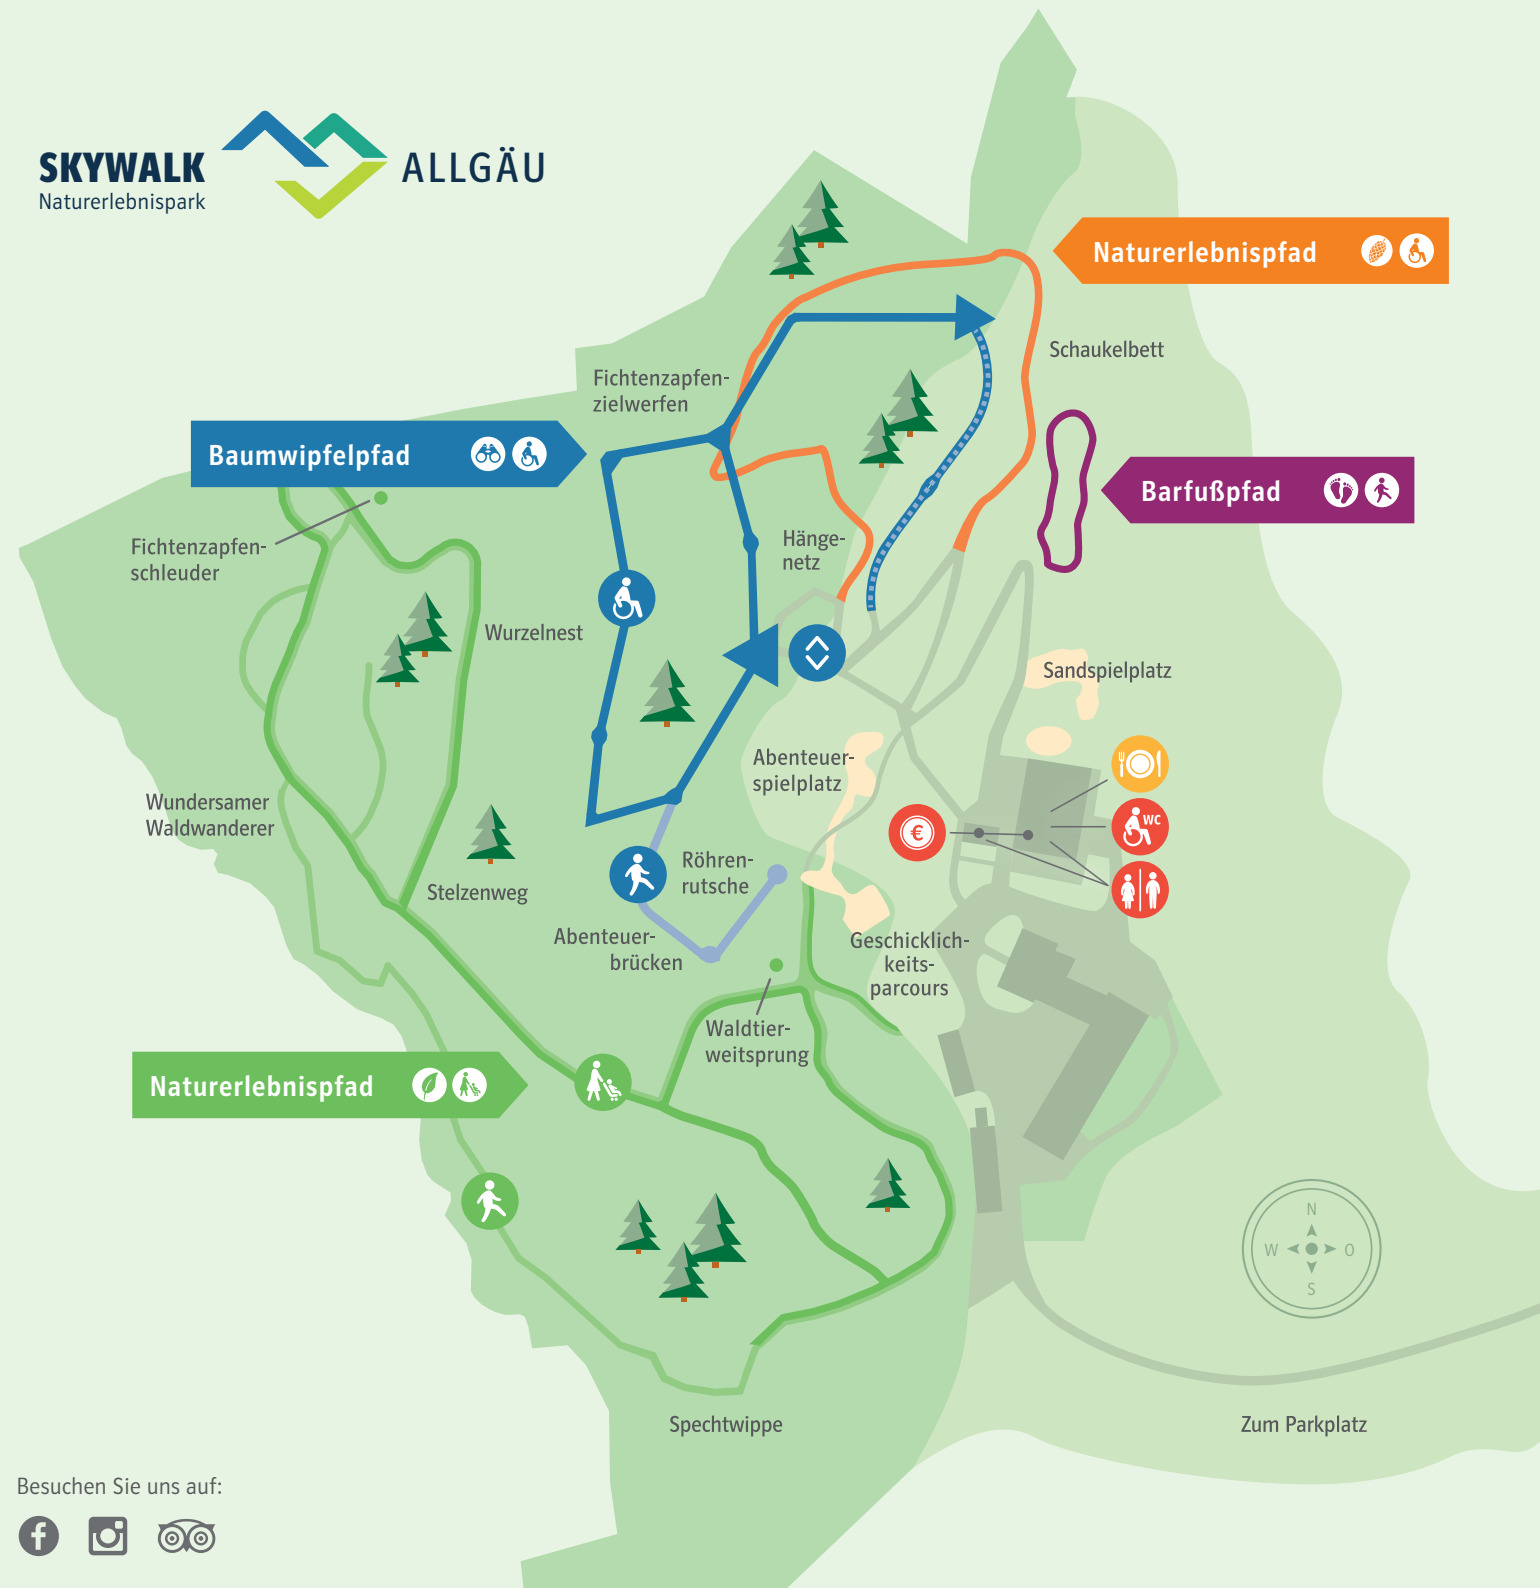 SKYWALK
Naturerlebnispark
ALLGÄU
Naturerlebnispfad
Schaukelbett
Fichtenzapfen-
zielwerfen
Baumwipfelpfad
Barfußpfad
Fichtenzapfen-
schleuder
Hänge-
netz
Wurzelnest
Sandspielplatz
Abenteuer-
spielplatz
Wundersamer
Waldwanderer
€
WC
Röhren-
rutsche
Stelzenweg
Abenteuer-
brücken
Geschicklich-
keits-
parcours
Waldtier-
weitsprung
Naturerlebnispfad
N
W
O
S
Spechtwippe
Zum Parkplatz
Besuchen Sie uns auf: